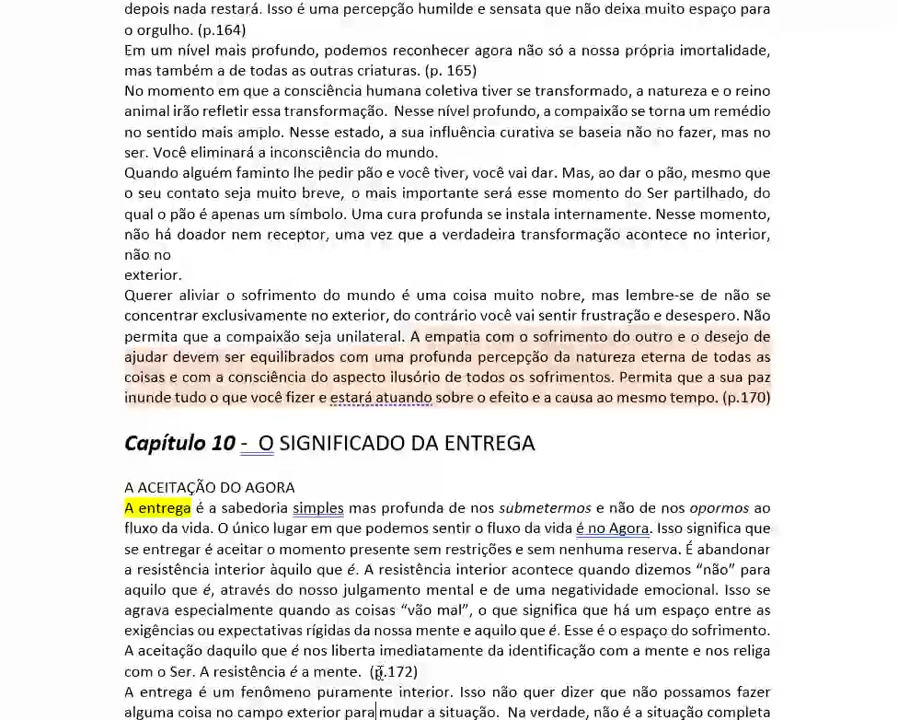 depois nada restará. Isso é uma percepção humilde e sensata que não deixa muito espaço para
o orgulho. (p.164)
Em um nível mais profundo, podemos reconhecer agora não só a nossa própria imortalidade,
mas também a de todas as outras criaturas. (p. 165)
No momento em que a consciência humana coletiva tiver se transformado, a natureza e o reino
animal irão refletir essa transformação. Nesse nível profundo, a compaixão se torna um remédio
no sentido mais amplo. Nesse estado, a sua influência curativa se baseia não no fazer, mas no
ser. Você eliminará a inconsciência do mundo.
Quando alguém faminto lhe pedir pão e você tiver, você vai dar. Mas, ao dar o pão, mesmo que
o seu contato seja muito breve, o mais importante será esse momento do Ser partilhado, do
qual o pão é apenas um símbolo. Uma cura profunda se instala internamente. Nesse momento,
não há doador nem receptor, uma vez que a verdadeira transformação acontece no interior,
não no
exterior.
Querer aliviar o sofrimento do mundo é uma coisa muito nobre, mas lembre-se de não se
concentrar exclusivamente no exterior, do contrário você vai sentir frustração e desespero. Não
permita que a compaixão seja unilateral. A empatia com o sofrimento do outro e o desejo de
ajudar devem ser equilibrados com uma profunda percepção da natureza eterna de todas as
coisas e com a consciência do aspecto ilusório de todos os sofrimentos. Permita que a sua paz
inunde tudo o que você fizer e estará atuando sobre o efeito e a causa ao mesmo tempo. (p.170)
Capítulo 10 - O SIGNIFICADO DA ENTREGA
A ACEITAÇÃO DO AGORA
A entrega é a sabedoria simples mas profunda de nos submetermos e não de nos opormos ao
fluxo da vida. O único lugar em que podemos sentir o fluxo da vida é no Agora. Isso significa que
se entregar é aceitar o momento presente sem restrições e sem nenhuma reserva. É abandonar
a resistência interior àquilo que é. A resistência interior acontece quando dizemos “não” para
aquilo que é, através do nosso julgamento mental e de uma negatividade emocional. Isso se
agrava especialmente quando as coisas “vão mal”, o que significa que há um espaço entre as
exigências ou expectativas rígidas da nossa mente e aquilo que é. Esse é o espaço do sofrimento.
A aceitação daquilo que é nos liberta imediatamente da identificação com a mente e nos religa
com o Ser. A resistência é a mente. (p.172)
A entrega é um fenômeno puramente interior. Isso não quer dizer que não possamos fazer
alguma coisa no campo exterior para mudar a situação. Na verdade, não é a situação completa